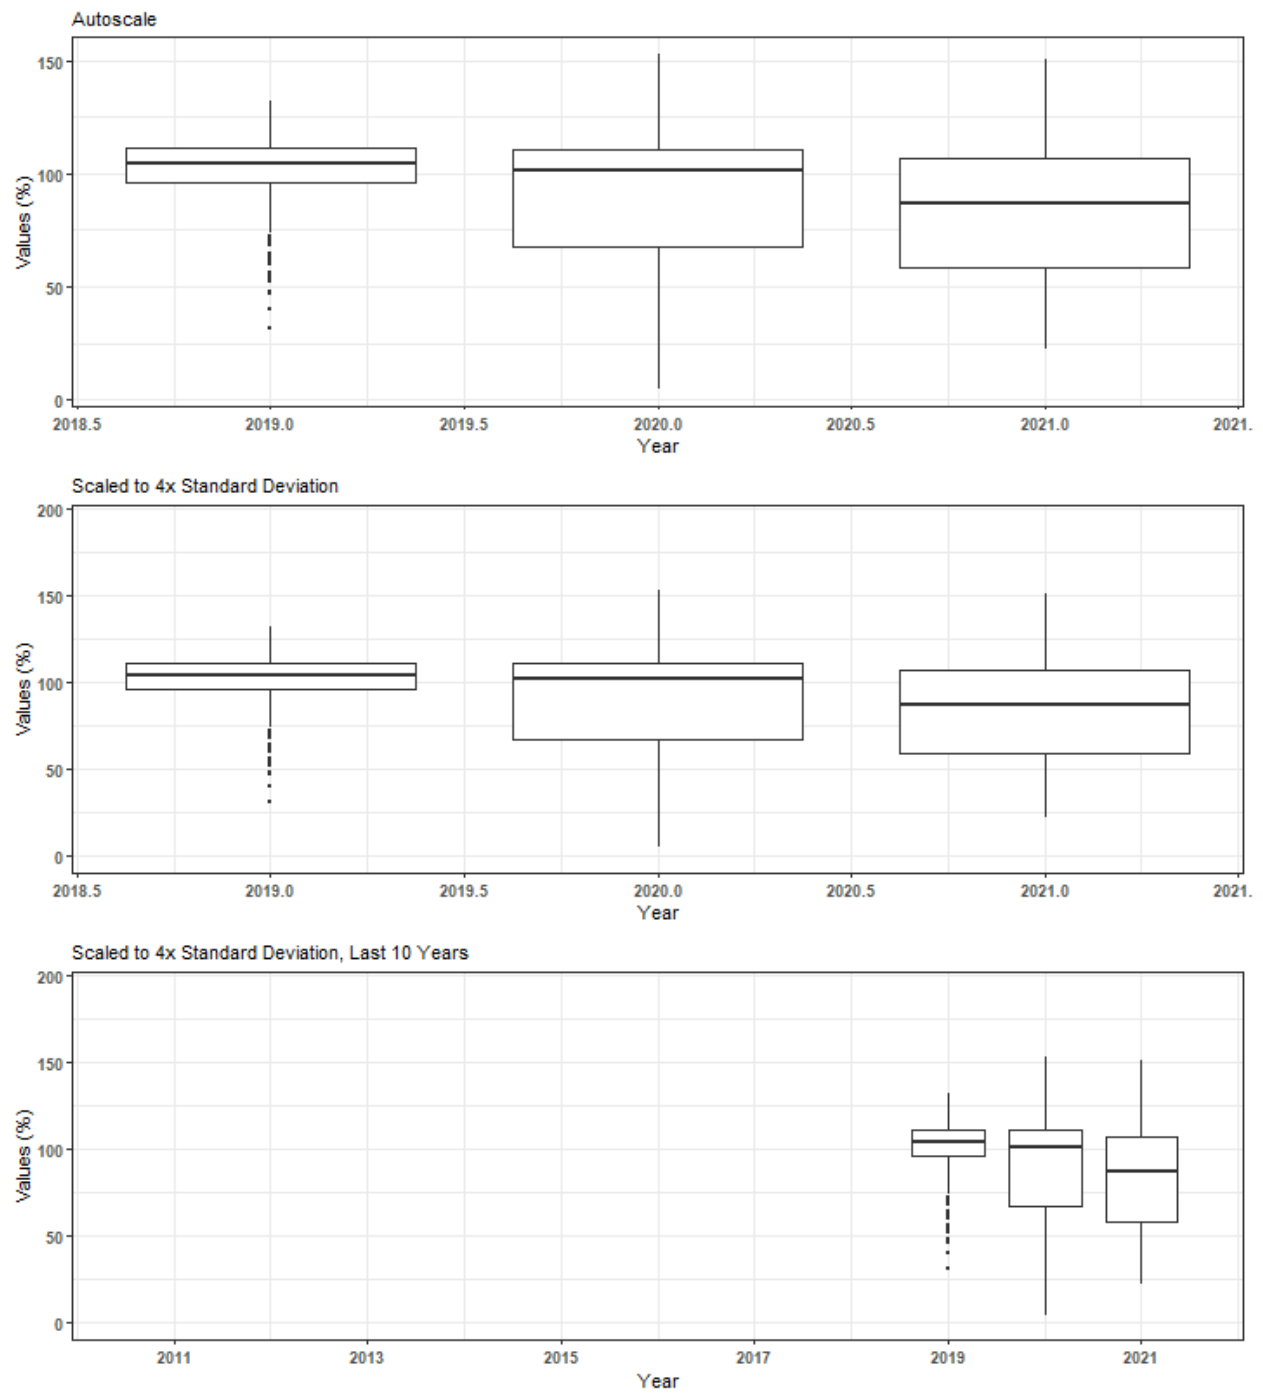 Autoscale
150
100
50
0
Values (%)
2018.5 2019.0 2019.5 2020.0 2020.5 2021.0 2021.
Year
Scaled to 4x Standard Deviation
200
150
100
50
0
Values (%)
2018.5 2019.0 2019.5 2020.0 2020.5 2021.0 2021.
Year
Scaled to 4x Standard Deviation, Last 10 Years
200
150
100
50
0
Values (%)
2011 2013 2015 2017 2019 2021
Year